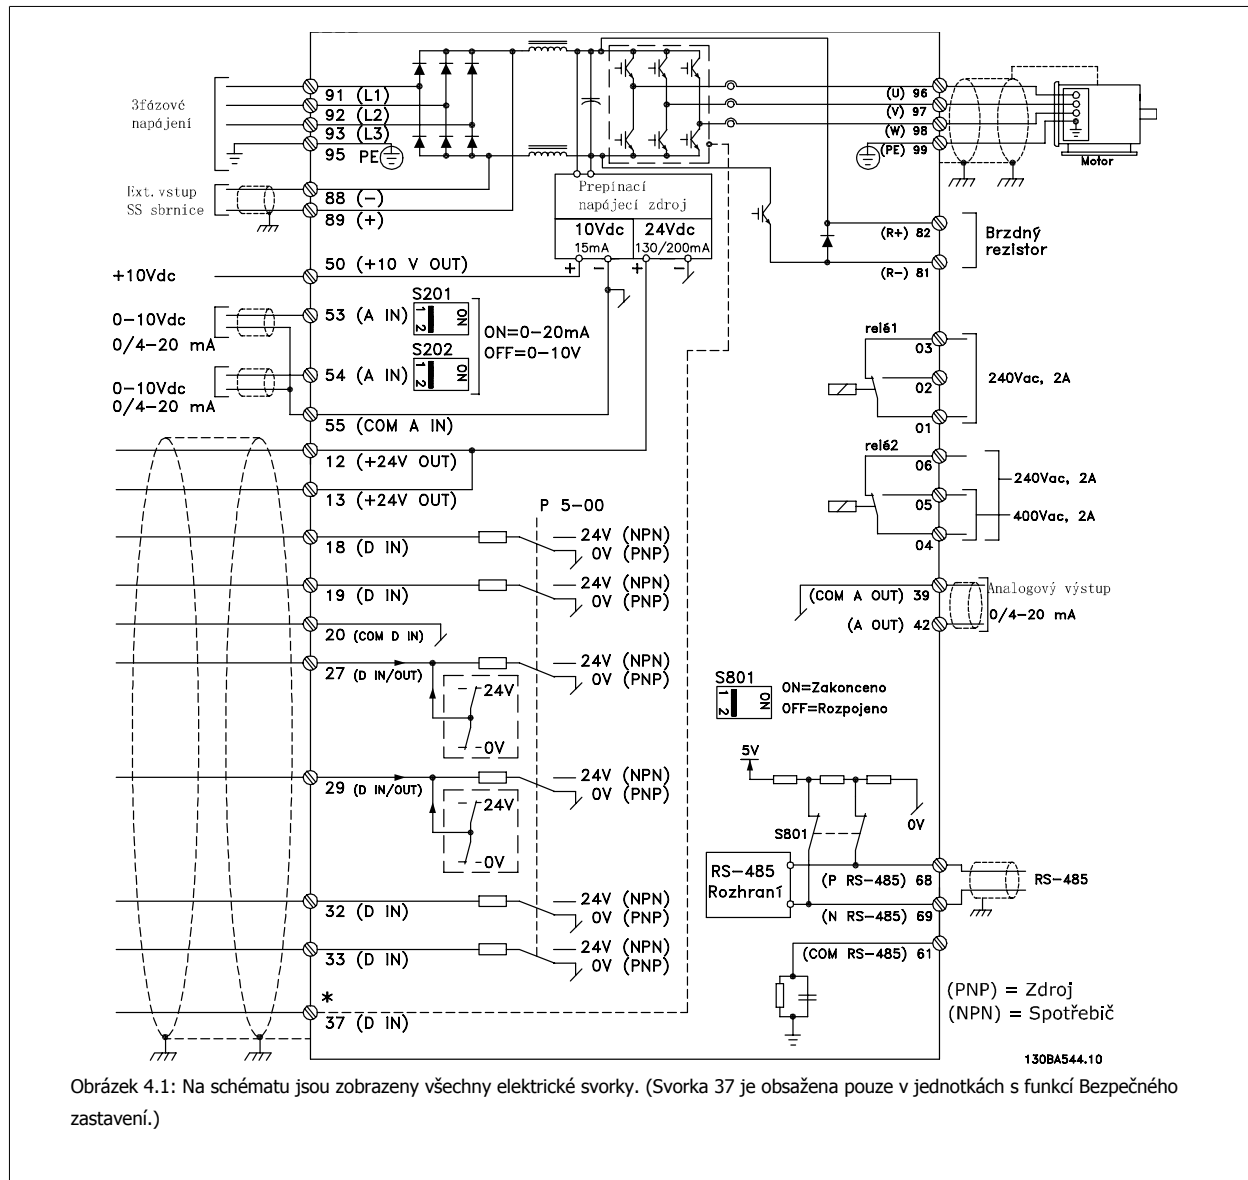 3fázové
napájení
91 (L1)
92 (L2)
93 (L3)
95 PE
Ext. vstup
SS sbrnice
88 (−)
89 (+)
Prepínací
napájecí zdroj
10Vdc
15mA
24Vdc
130/200mA
+ − + −
(U) 96
(V) 97
(W) 98
(PE) 99
Motor
(R+) 82
Brzdný
rezistor
(R−) 81
+10Vdc
50 (+10 V OUT)
S201
1 2
ON
0−10Vdc
0/4−20 mA
53 (A IN)
ON=0−20mA
OFF=0−10V
S202
1 2
ON
0−10Vdc
0/4−20 mA
54 (A IN)
55 (COM A IN)
12 (+24V OUT)
13 (+24V OUT)
relé1
03
02
240Vac, 2A
01
relé2
06
240Vac, 2A
05
400Vac, 2A
04
P 5-00
18 (D IN)
24V (NPN)
0V (PNP)
19 (D IN)
24V (NPN)
0V (PNP)
20 (COM D IN)
27 (D IN/OUT)
24V (NPN)
0V (PNP)
24V
0V
29 (D IN/OUT)
24V (NPN)
0V (PNP)
24V
0V
32 (D IN)
24V (NPN)
0V (PNP)
33 (D IN)
24V (NPN)
0V (PNP)
*
37 (D IN)
(COM A OUT) 39
Analogový výstup
0/4−20 mA
(A OUT) 42
S801
1 2
ON
ON=Zakonceno
OFF=Rozpojeno
5V
0V
S801
RS−485
Rozhraní
(P RS−485) 68
RS−485
(N RS−485) 69
(COM RS−485) 61
(PNP) = Zdroj
(NPN) = Spotřebič
130BA544.10
Obrázek 4.1: Na schématu jsou zobrazeny všechny elektrické svorky. (Svorka 37 je obsažena pouze v jednotkách s funkcí Bezpečného
zastavení.)